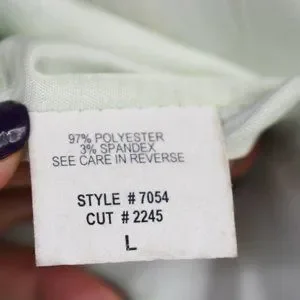 97% POLYESTER
3% SPANDEX
SEE CARE IN REVERSE
STYLE # 7054
CUT # 2245
L